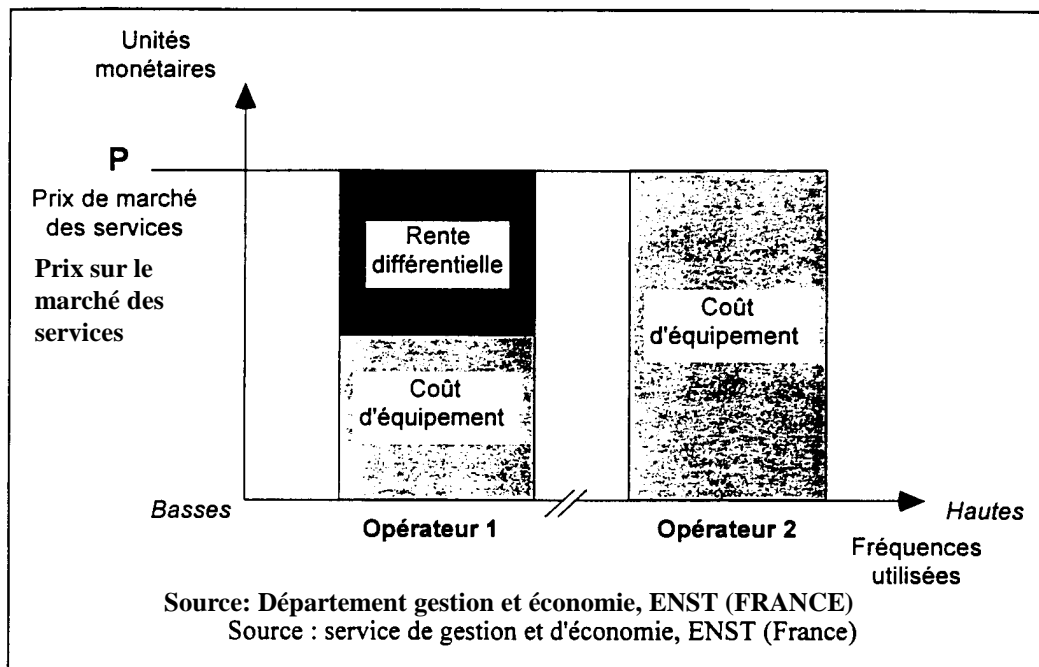 Unités
monétaires
P
Prix de marché
des services
Prix sur le
marché des
services
Rente
différentielle
Coût
d'équipement
Coût
d'équipement
Basses
Opérateur 1
Opérateur 2
Hautes
Fréquences
utilisées
Source: Département gestion et économie, ENST (FRANCE)
Source : service de gestion et d'économie, ENST (France)